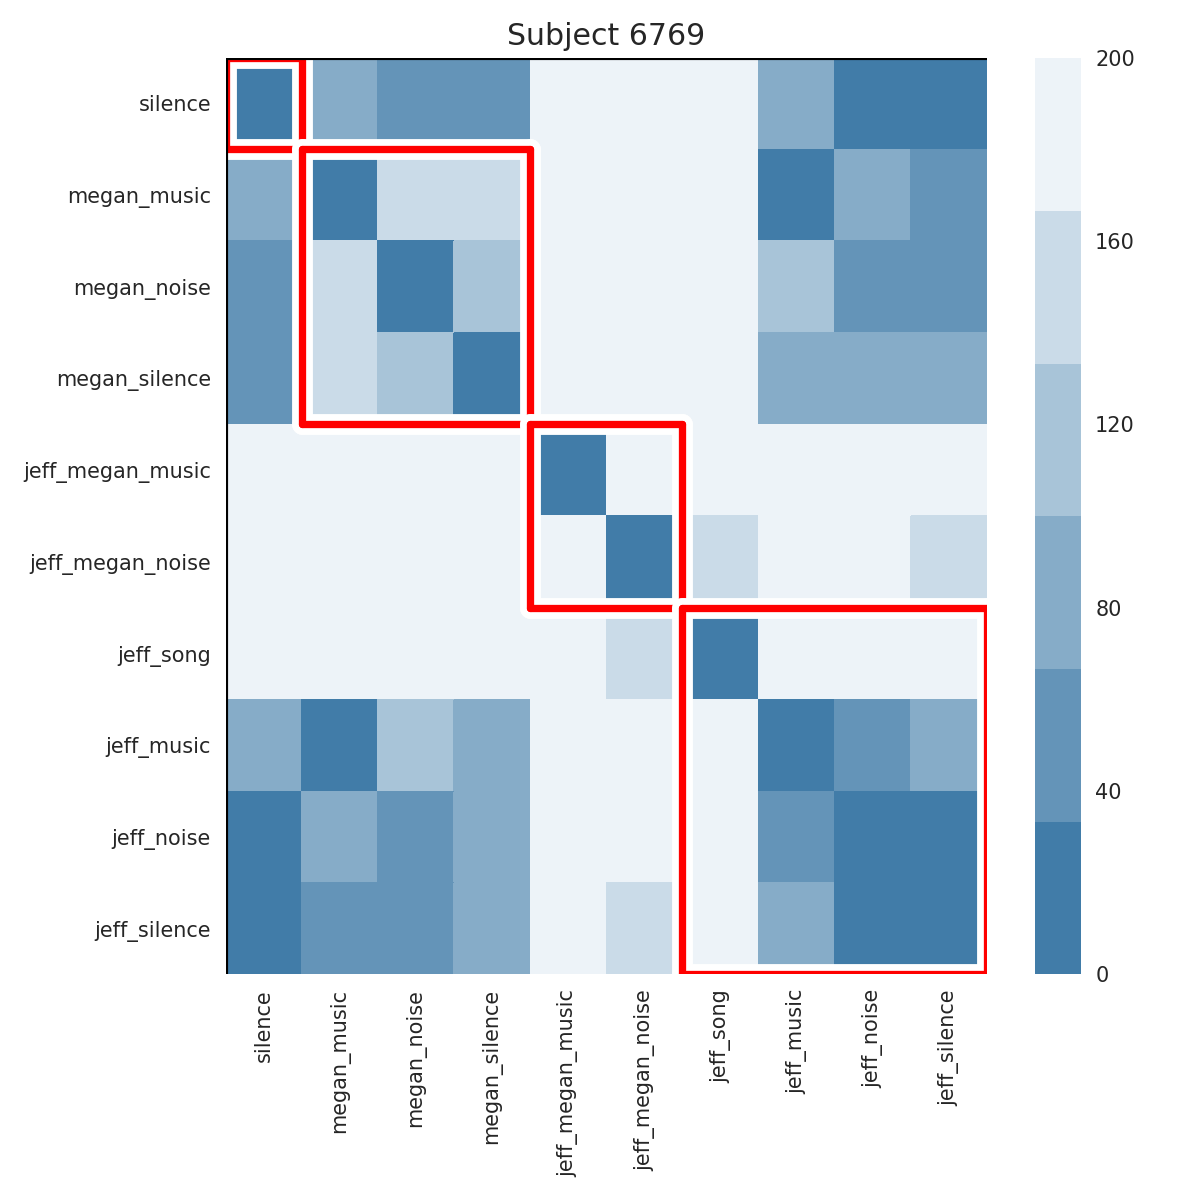 Subject 6769
silence
megan_music
megan_noise
megan_silence
jeff_megan_music
jeff_megan_noise
jeff_song
jeff_music
jeff_noise
jeff_silence
silence
megan_music
megan_noise
megan_silence
jeff_megan_music
jeff_megan_noise
jeff_song
jeff_music
jeff_noise
jeff_silence
200
160
120
80
40
0